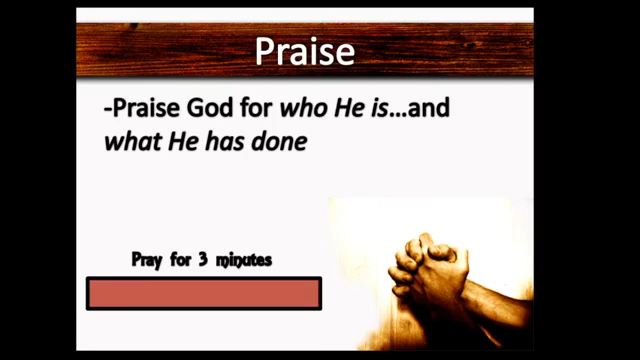 Praise
-Praise God for who He is...and
what He has done
Pray for 3 minutes